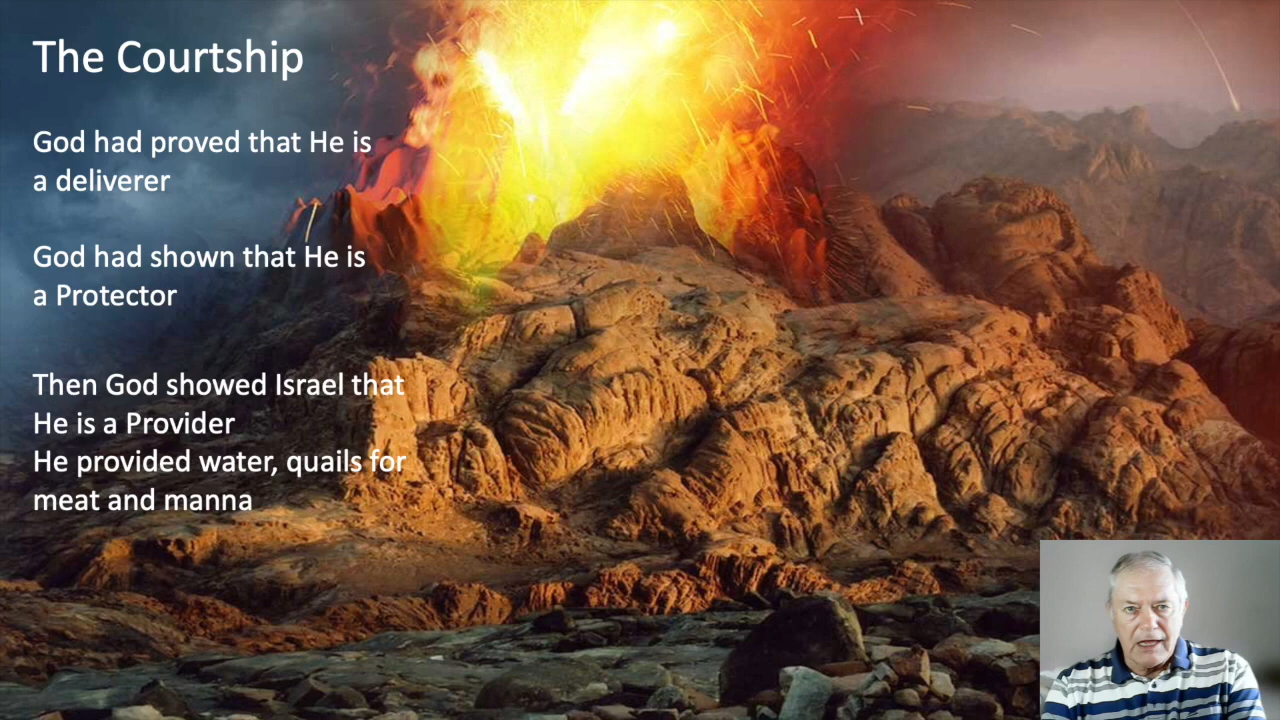 The Courtship
God had proved that He is
a deliverer
God had shown that He is
a Protector
Then God showed Israel that
He is a Provider
He provided water, quails for
meat and manna